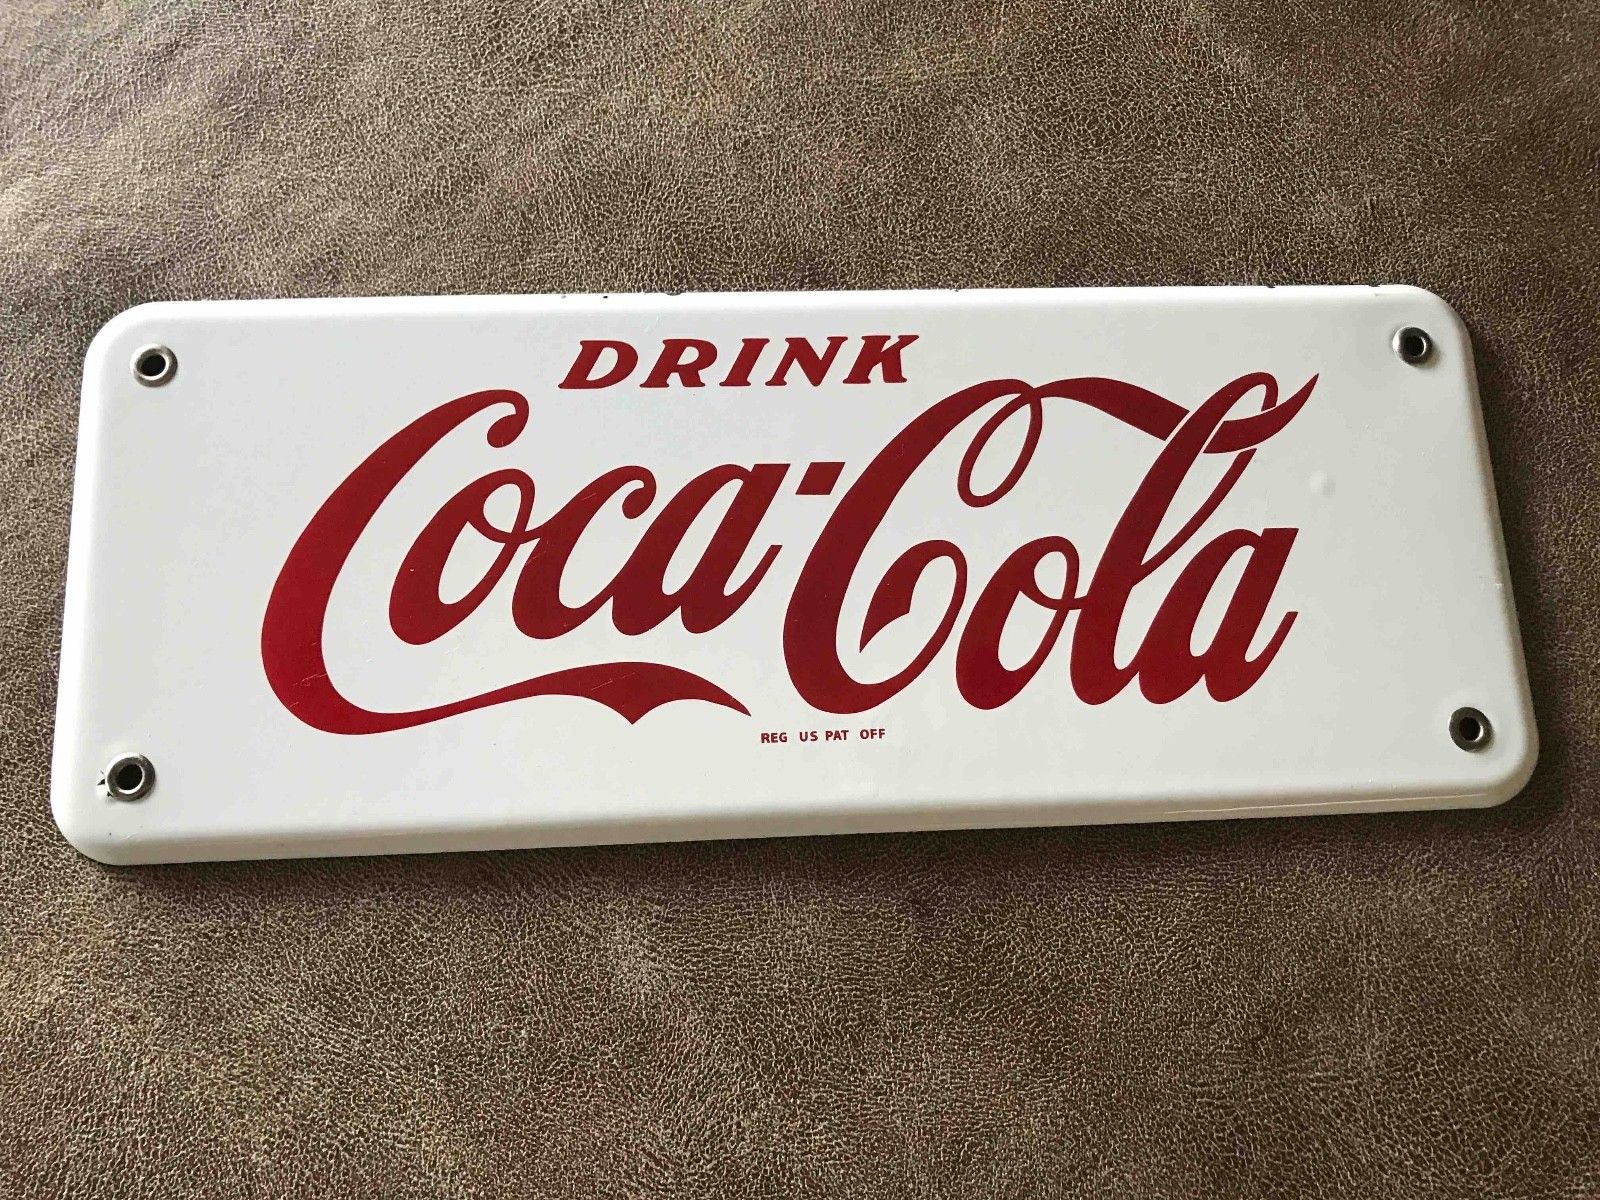 DRINK
Coca-Cola
REG US PAT OFF